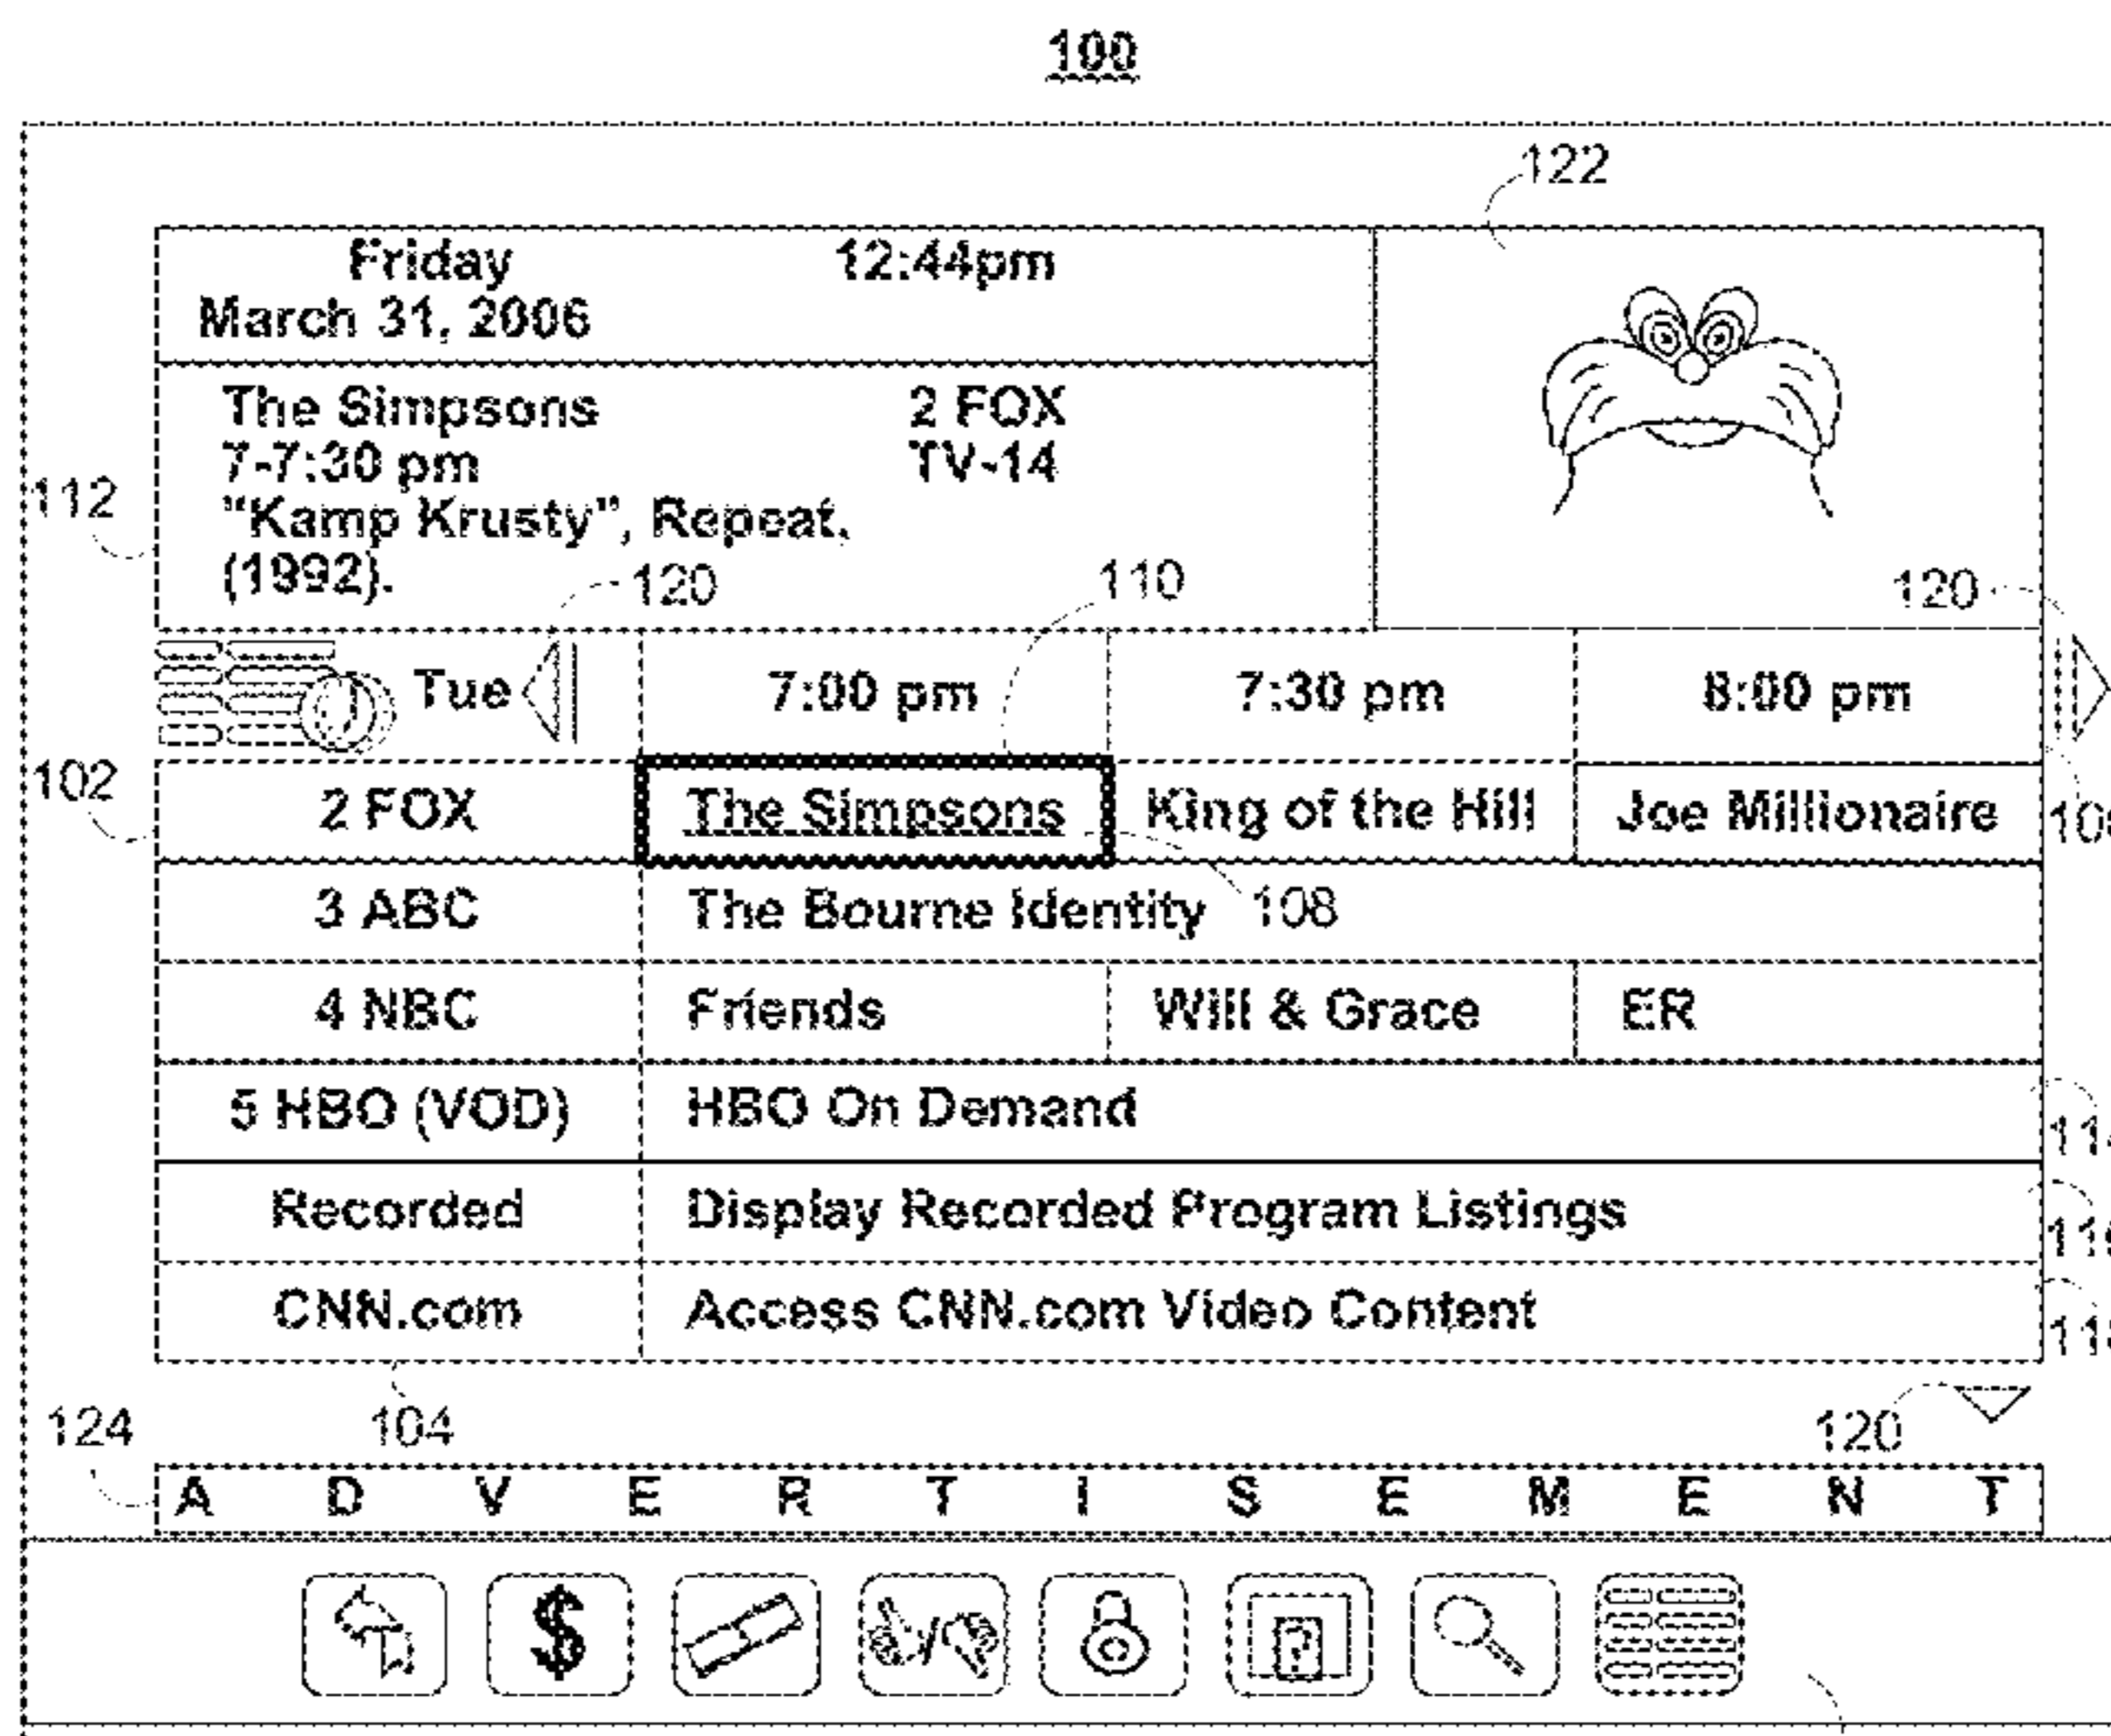 100
122
Friday 12:44pm
March 31, 2006
The Simpsons 2 FOX
7-7:30 pm TV-14
112
"Kamp Krusty", Repeat,
(1992).
120 110 120
Tue 7:00 pm 7:30 pm 8:00 pm
102
2 FOX The Simpsons King of the Hill Joe Millionaire
3 ABC The Bourne Identity 108
4 NBC Friends Will & Grace ER
5 HBO (VOD) HBO On Demand
Recorded Display Recorded Program Listings
CNN.com Access CNN.com Video Content
124 104 120
A D V E R T I S E M E N T
$
?